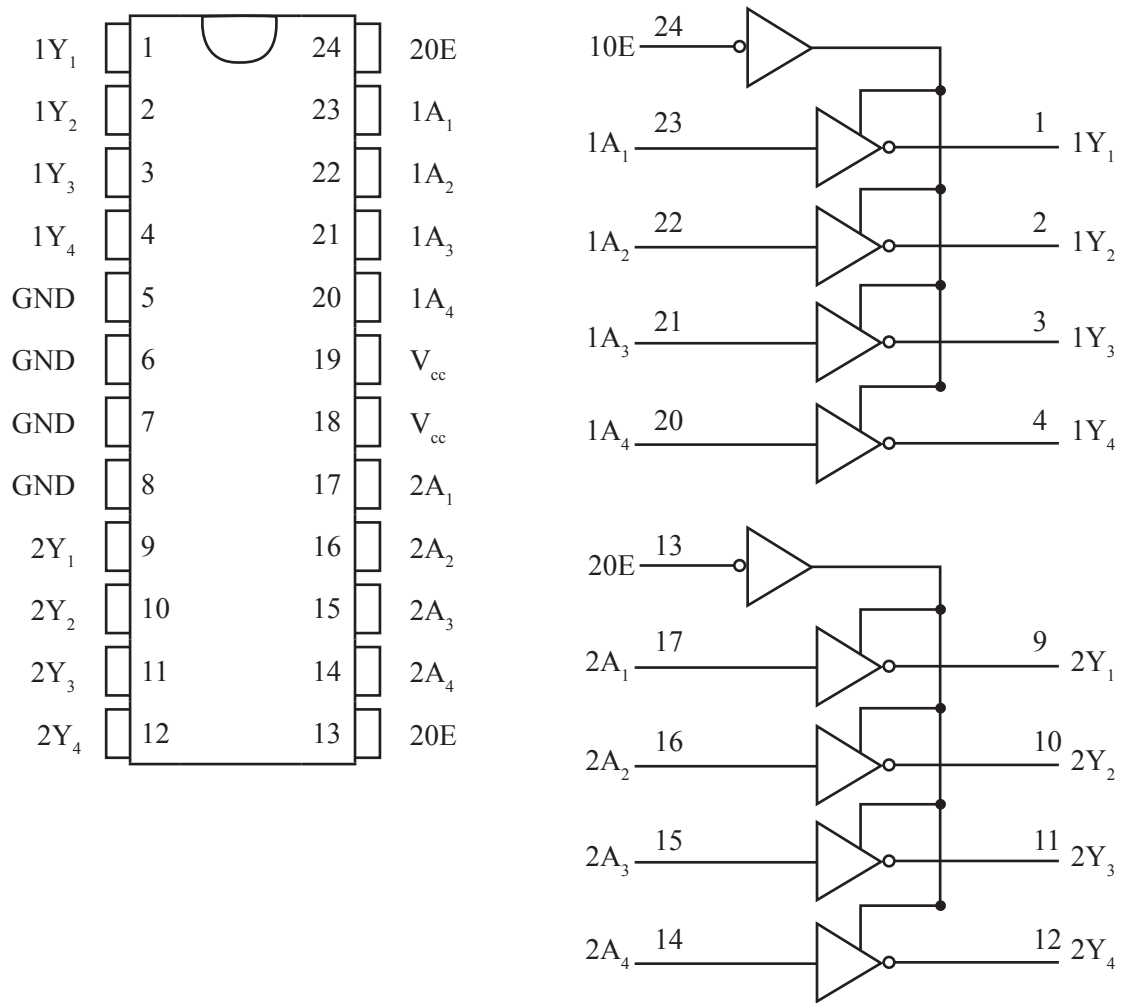 1Y₁ 1 24 20E
1Y₂ 2 23 1A₁
1Y₃ 3 22 1A₂
1Y₄ 4 21 1A₃
GND 5 20 1A₄
GND 6 19 Vcc
GND 7 18 Vcc
GND 8 17 2A₁
2Y₁ 9 16 2A₂
2Y₂ 10 15 2A₃
2Y₃ 11 14 2A₄
2Y₄ 12 13 20E
10E 24
1A₁ 23 1 1Y₁
1A₂ 22 2 1Y₂
1A₃ 21 3 1Y₃
1A₄ 20 4 1Y₄
20E 13
2A₁ 17 9 2Y₁
2A₂ 16 10 2Y₂
2A₃ 15 11 2Y₃
2A₄ 14 12 2Y₄